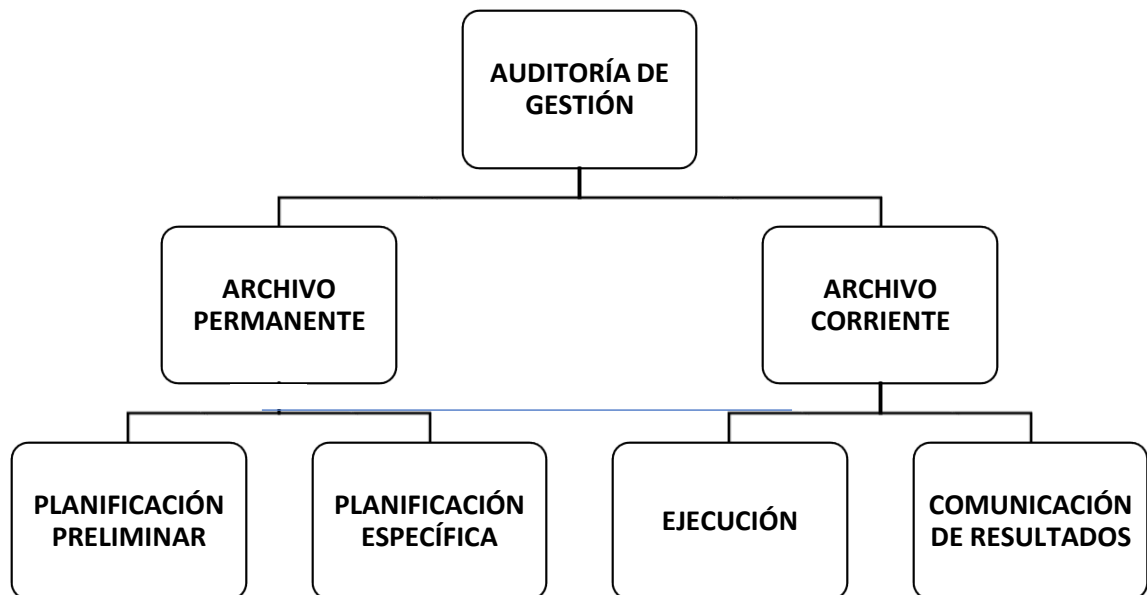 AUDITORÍA DE
GESTIÓN
ARCHIVO
PERMANENTE
ARCHIVO
CORRIENTE
PLANIFICACIÓN
PRELIMINAR
PLANIFICACIÓN
ESPECÍFICA
EJECUCIÓN
COMUNICACIÓN
DE RESULTADOS